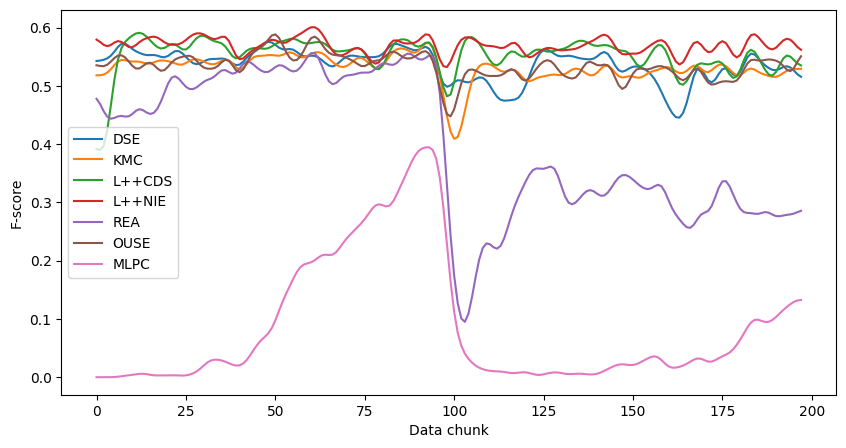 0.6
0.5
0.4
0.3
0.2
0.1
0.0
F-score
DSE
KMC
L++CDS
L++NIE
REA
OUSE
MLPC
0 25 50 75 100 125 150 175 200
Data chunk